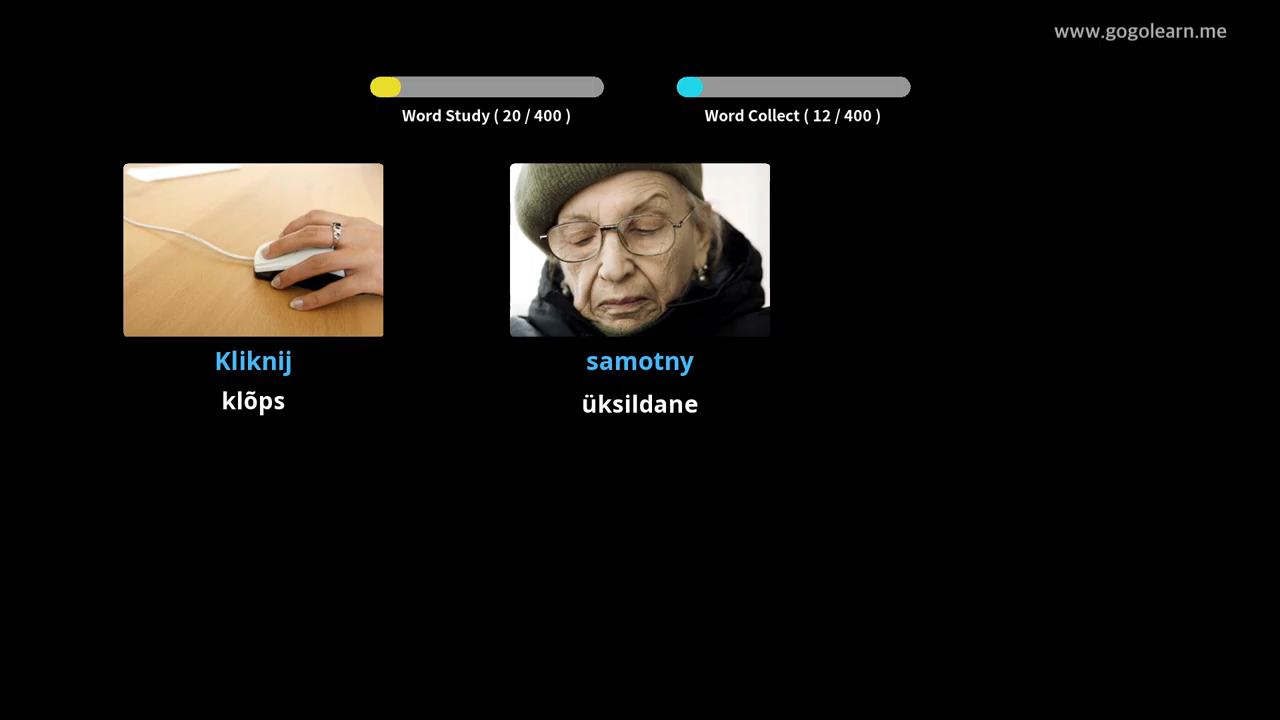 www.gogolearn.me
Word Study ( 20 / 400 )
Word Collect ( 12 / 400 )
Kliknij
klõps
samotny
üksildane